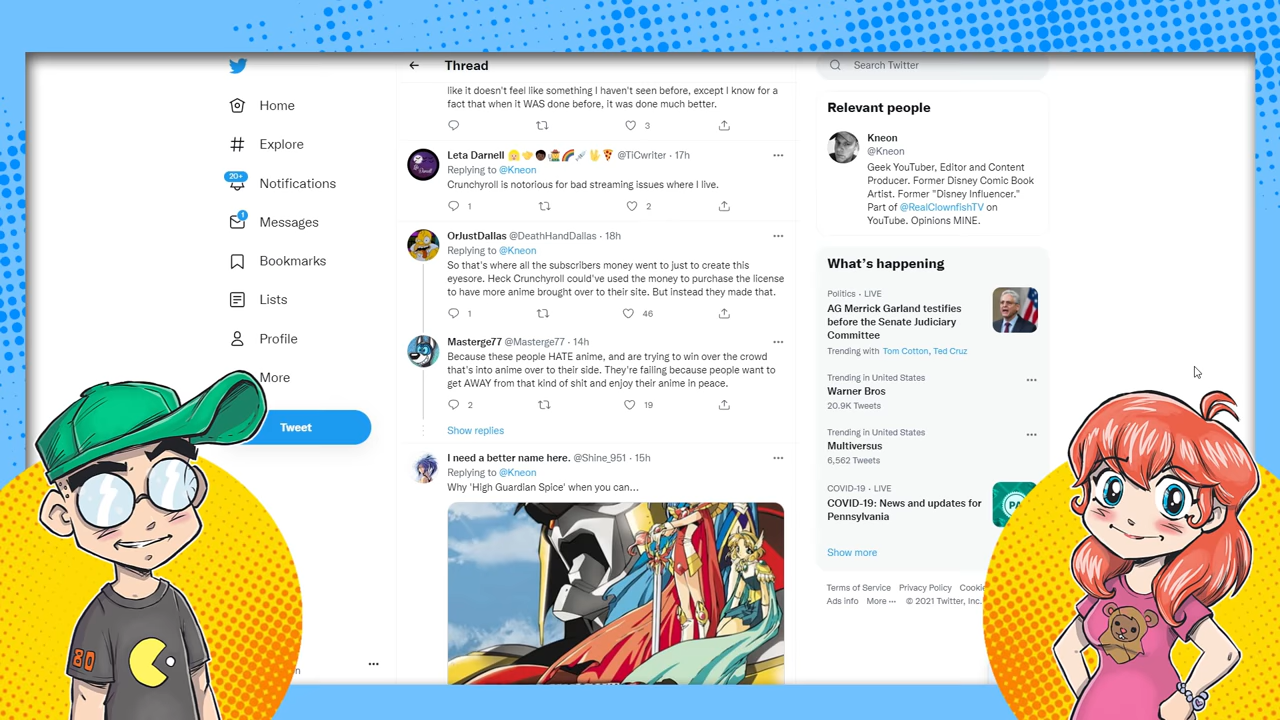 Home
Explore
20+
Notifications
1
Messages
Bookmarks
Lists
Profile
More
Tweet
80
Thread
like it doesn't feel like something I haven't seen before, except I know for a
fact that when it WAS done before, it was done much better.
3
Leta Darnell @TiCwriter · 17h
Replying to @Kneon
Crunchyroll is notorious for bad streaming issues where I live.
1 2
OrJustDallas @DeathHandDallas · 18h
Replying to @Kneon
So that's where all the subscribers money went to just to create this
eyesore. Heck Crunchyroll could've used the money to purchase the license
to have more anime brought over to their site. But instead they made that.
1 46
Masterge77 @Masterge77 · 14h
Because these people HATE anime, and are trying to win over the crowd
that's into anime over to their side. They're failing because people want to
get AWAY from that kind of shit and enjoy their anime in peace.
2 19
Show replies
I need a better name here. @Shine_951 · 15h
Replying to @Kneon
Why 'High Guardian Spice' when you can...
Search Twitter
Relevant people
Kneon
@Kneon
Geek YouTuber, Editor and Content
Producer. Former Disney Comic Book
Artist. Former "Disney Influencer."
Part of @RealClownfishTV on
YouTube. Opinions MINE.
What's happening
Politics · LIVE
AG Merrick Garland testifies
before the Senate Judiciary
Committee
Trending with Tom Cotton, Ted Cruz
Trending in United States
Warner Bros
20.9K Tweets
Trending in United States
Multiversus
6,562 Tweets
COVID-19 · LIVE
COVID-19: News and updates for
Pennsylvania
PA
Show more
Terms of Service Privacy Policy Cookie
Ads info More ··· © 2021 Twitter, Inc.